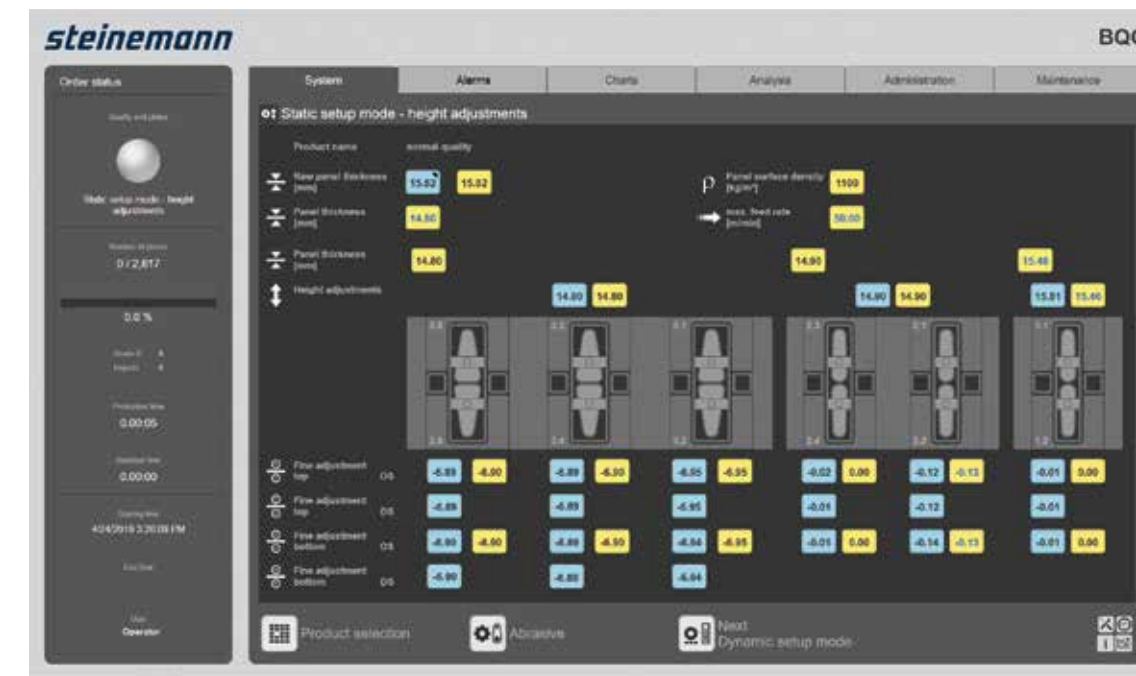 steinemann
BQC
Order status
System
Alarms
Charts
Analysis
Administration
Maintenance
Static setup mode - height adjustments
Product name
normal quality
Static setup mode - height
adjustments
0 / 2,617
0.0 %
0.00:05
0.00:00
4/24/2019 3:20:09 PM
User
Operator
New panel thickness
[mm]
15.82
15.82
Panel surface density
[kg/m³]
1100
Panel thickness
[mm]
14.80
max. feed rate
[m/min]
50.00
Panel thickness
[mm]
14.80
14.90
15.46
Height adjustments
14.80
14.80
14.90
14.90
15.81
15.46
Fine adjustment
top
-6.89
-6.90
-6.89
-6.90
-6.95
-6.95
-0.02
0.00
-0.12
-0.13
-0.01
0.00
Fine adjustment
top
DS
-6.89
-6.89
-6.95
-0.01
-0.12
-0.01
Fine adjustment
bottom
-6.90
-6.90
-6.89
-6.90
-6.94
-6.95
-0.01
0.00
-0.14
-0.13
-0.01
0.00
Fine adjustment
bottom
DS
-6.90
-6.88
-6.94
Product selection
Abrasive
Next
Dynamic setup mode